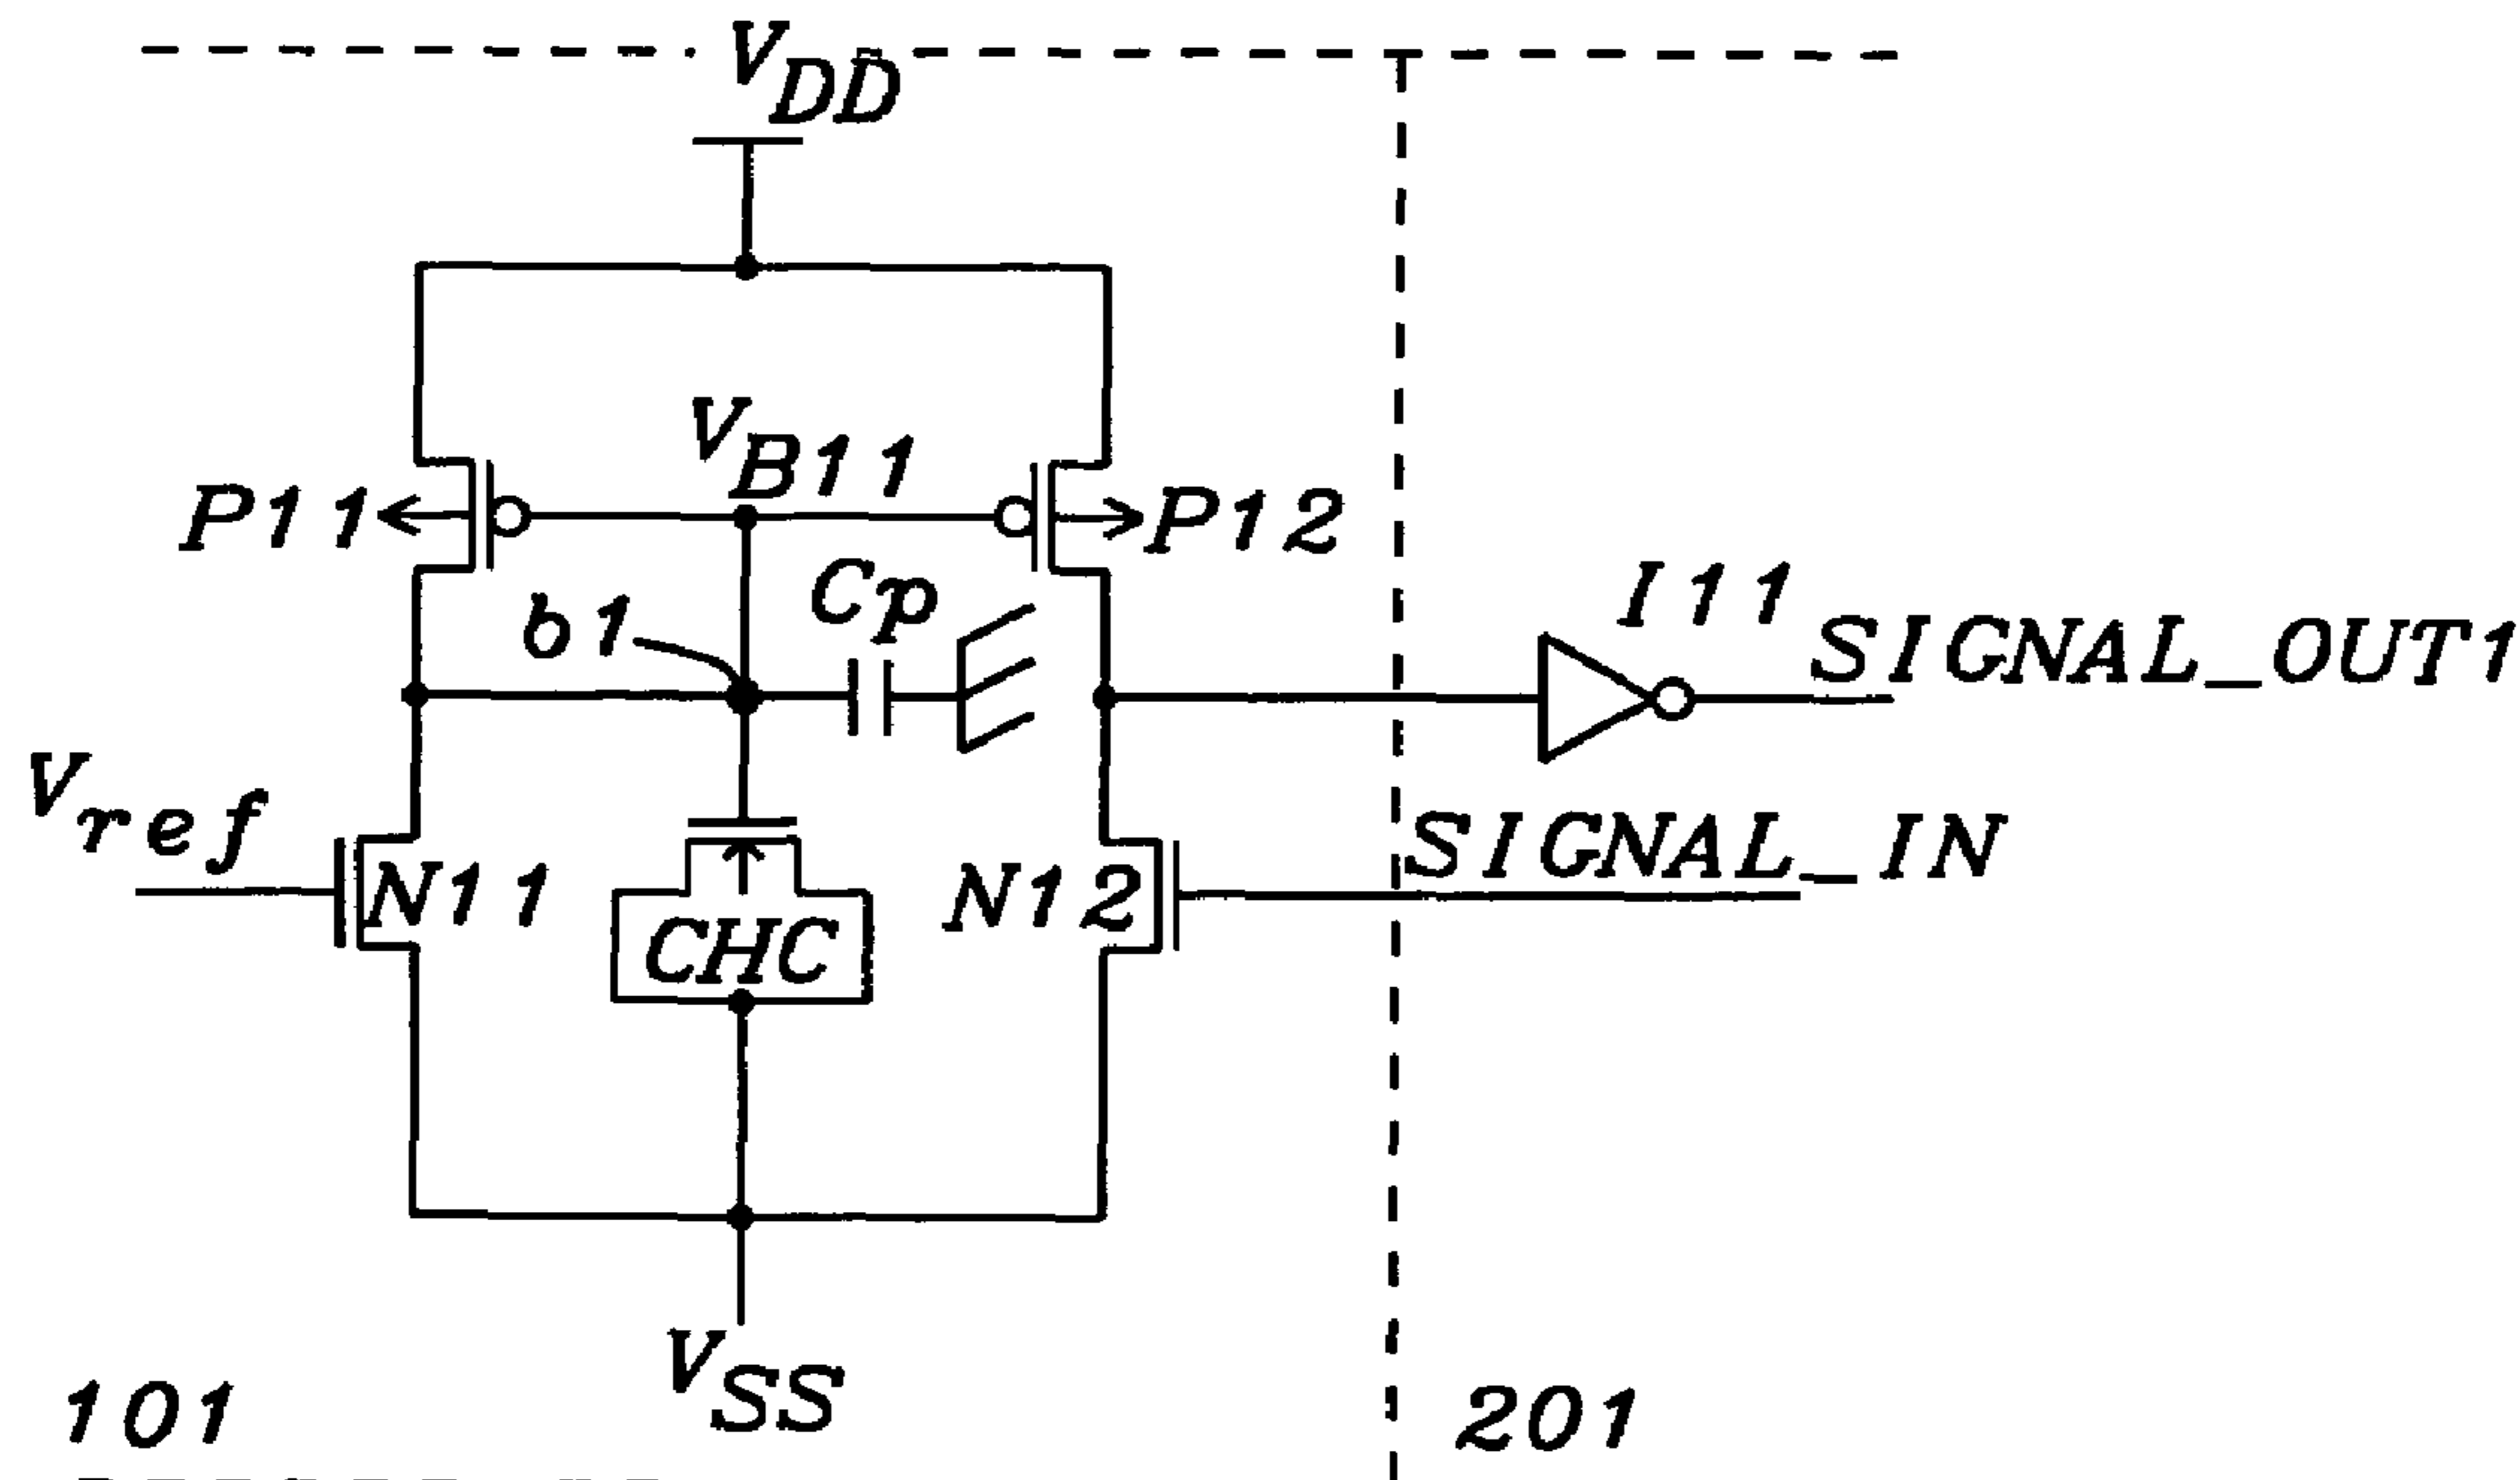 VDD
VB11
P11
P12
Cp
b1
I11
SIGNAL_OUT1
Vref
N11
CHC
N12
SIGNAL_IN
VSS
101
201